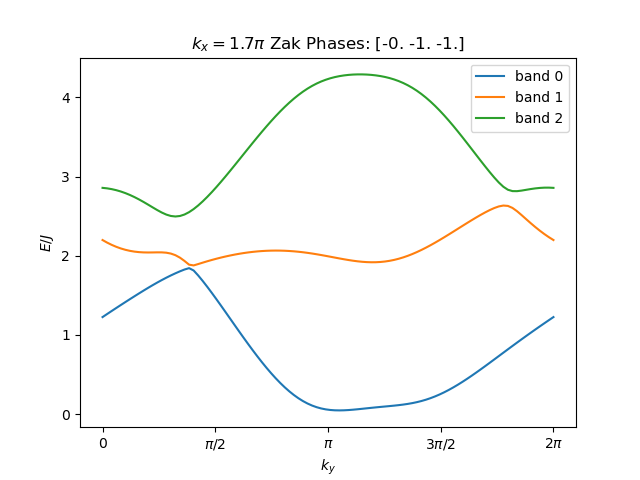 kₓ = 1.7π Zak Phases: [-0. -1. -1.]
band 0
band 1
band 2
E/J
4
3
2
1
0
0
π/2
π
3π/2
2π
k_y